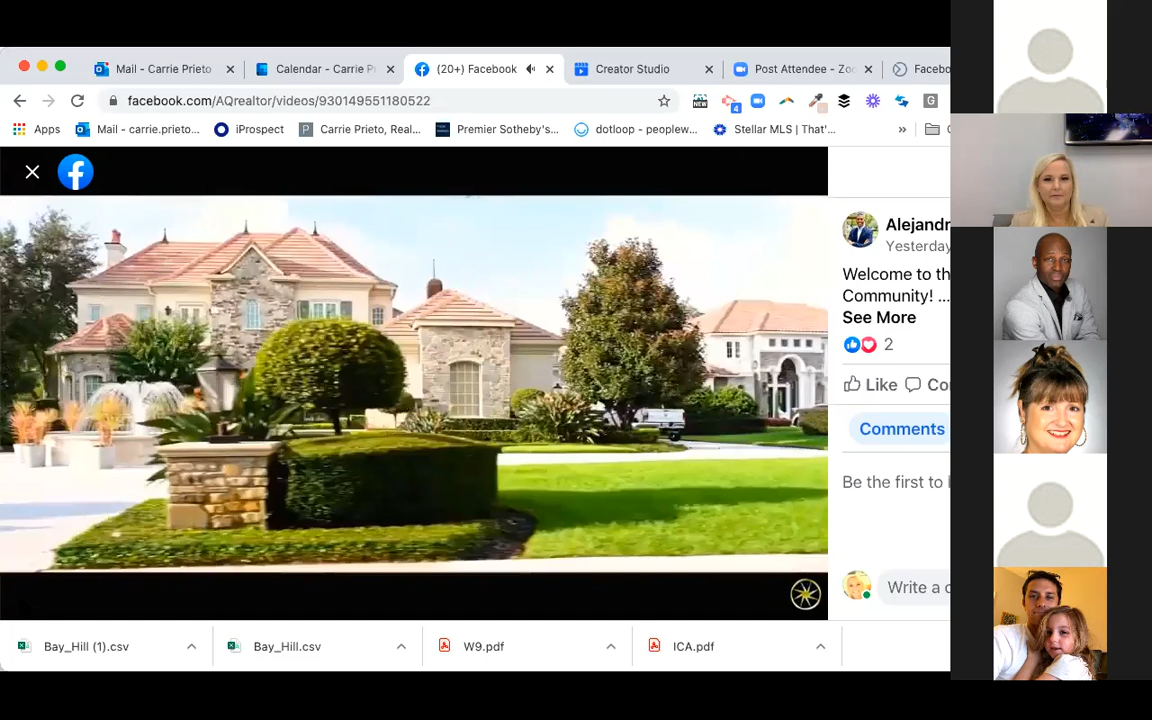 Mail - Carrie Prieto
Calendar - Carrie P
(20+) Facebook
Creator Studio
Post Attendee - Zoo
Facebo
facebook.com/AQrealtor/videos/930149551180522
NEW
4
G
Apps
Mail - carrie.prieto...
iProspect
Carrie Prieto, Real...
Premier Sotheby's...
dotloop - peoplew...
Stellar MLS | That'...
»
Alejandr
Yesterday
Welcome to th
Community! ...
See More
2
Like
Co
Comments
Be the first to
Write a c
Bay_Hill (1).csv
Bay_Hill.csv
W9.pdf
ICA.pdf